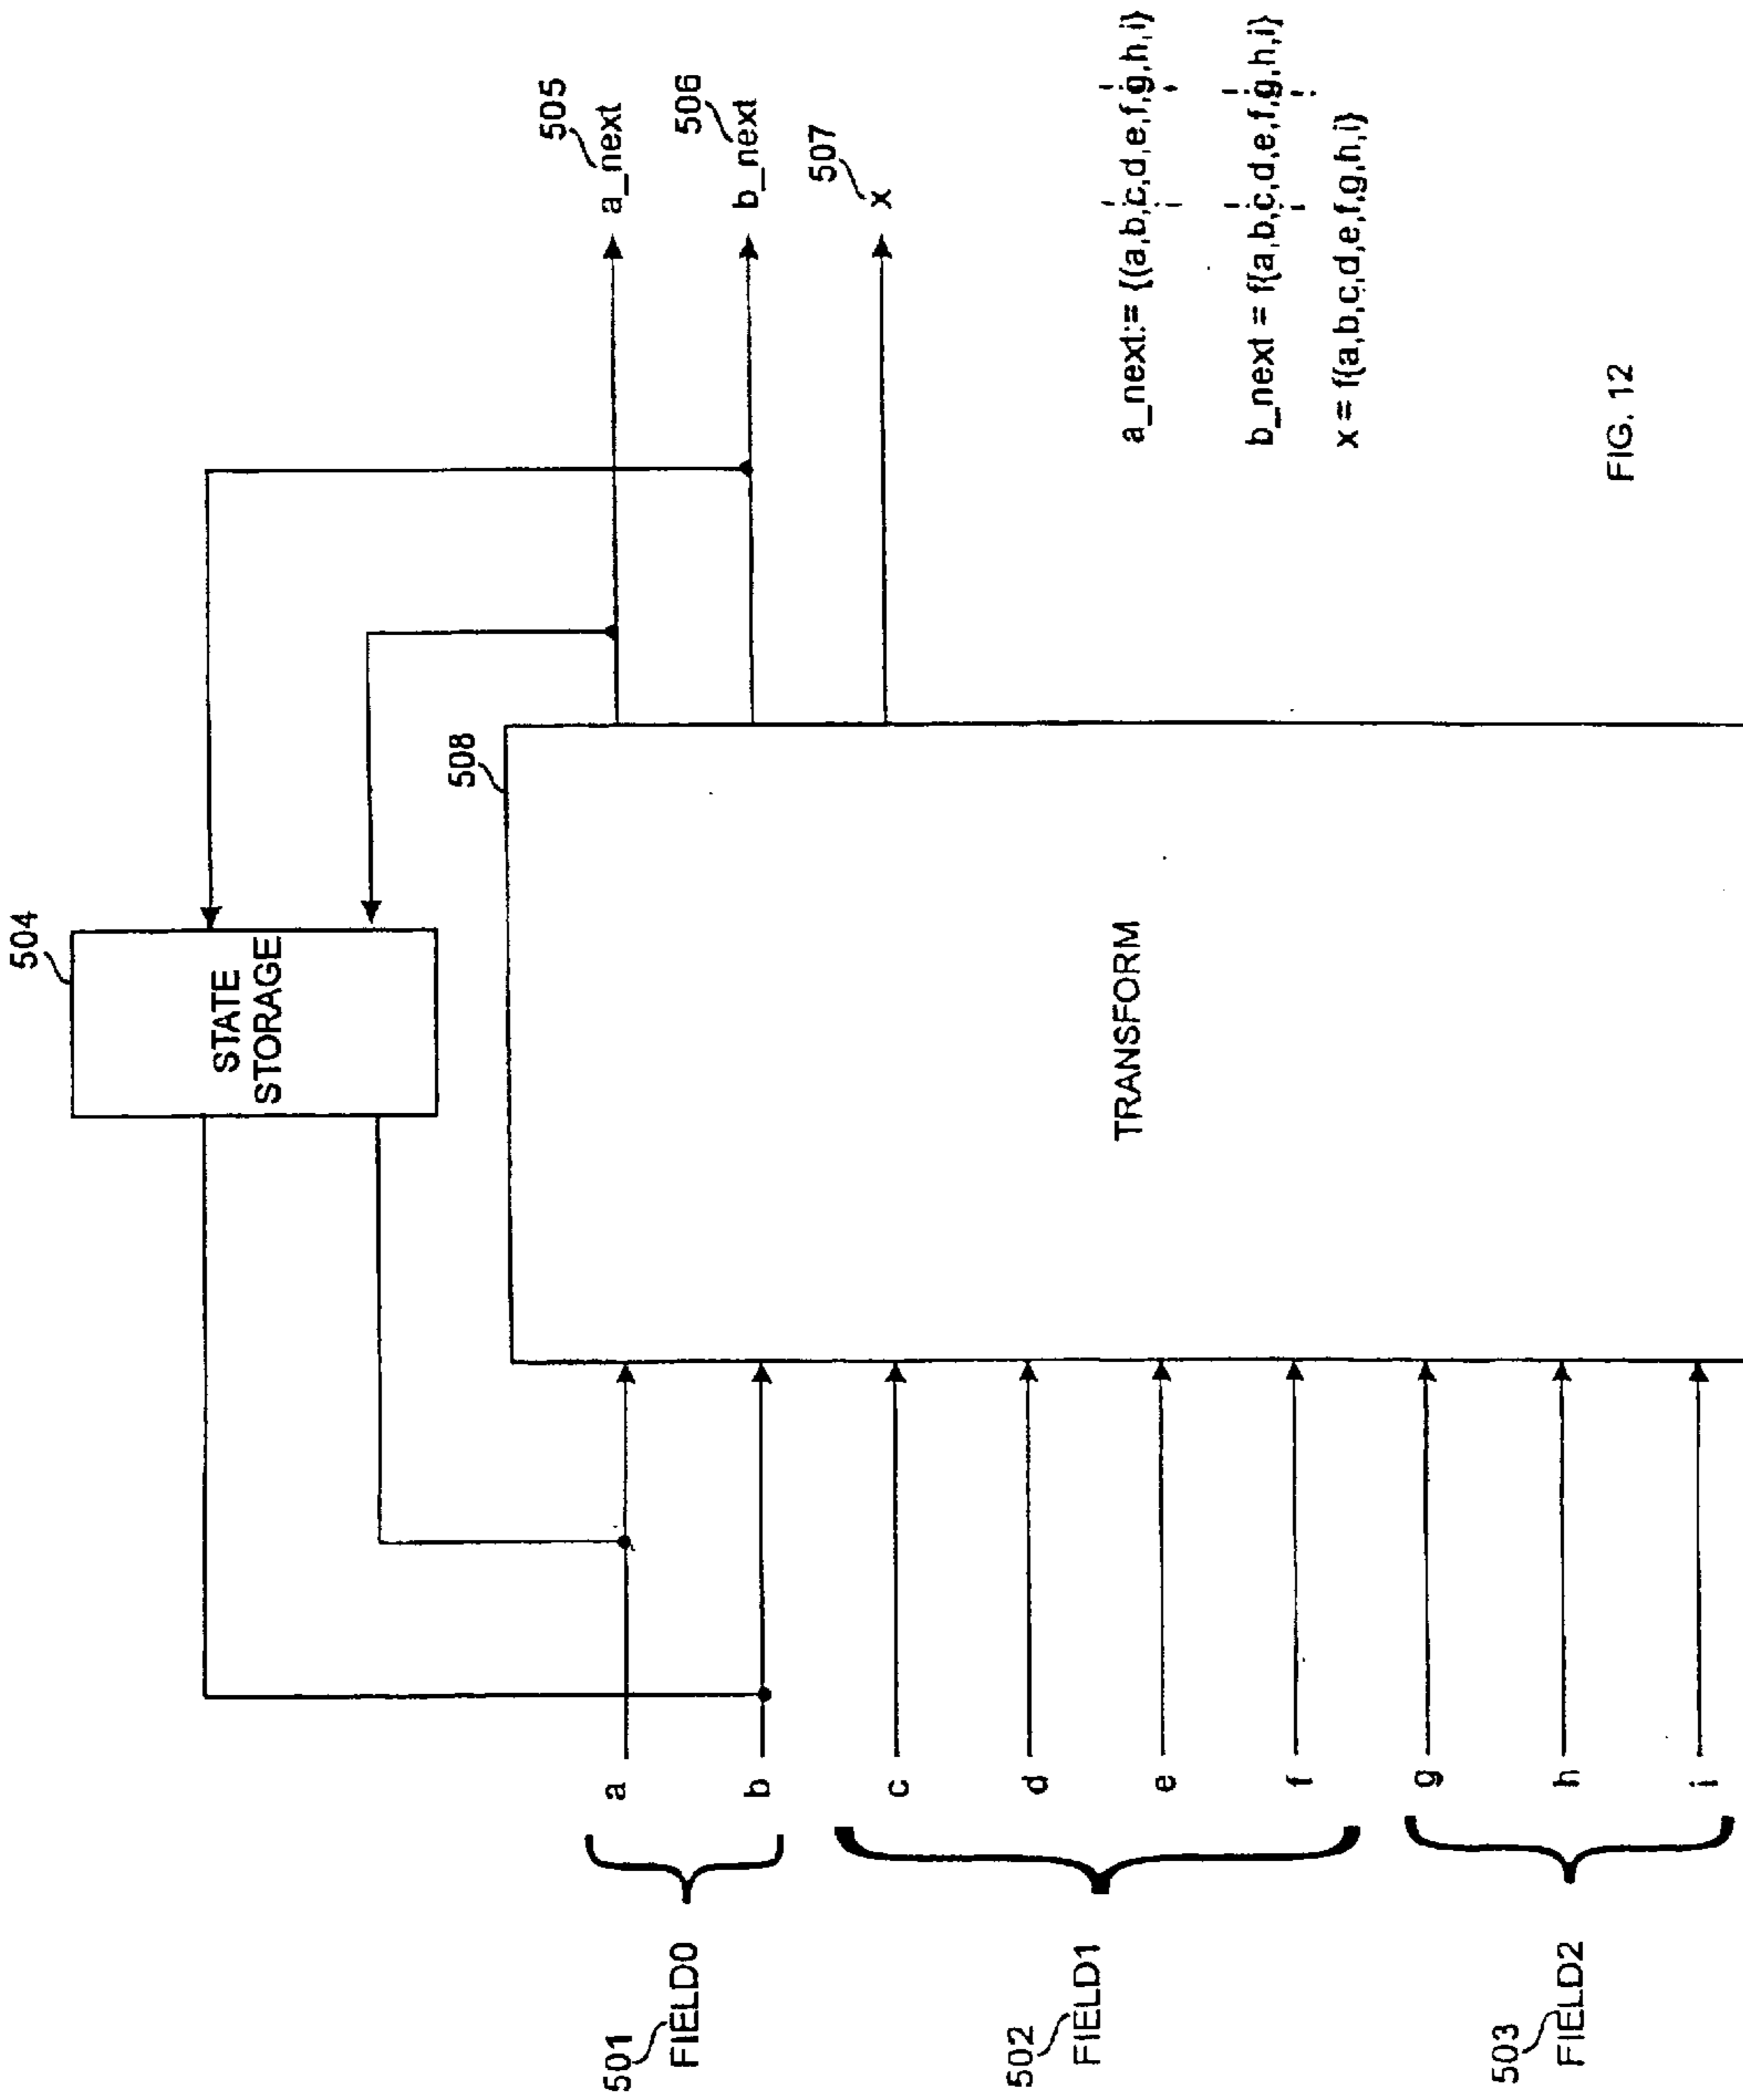 504
STATE
STORAGE
508
TRANSFORM
501
FIELD0
a
b
502
FIELD1
c
d
e
f
503
FIELD2
g
h
i
505
a_next
506
b_next
507
x
a_next:= {(a,b,c,d,e,f,g,h,i}
b_next = f{a,b,c,d,e,f,g,h,i}
x = f{a,b,c,d,e,f,g,h,i}
FIG. 12